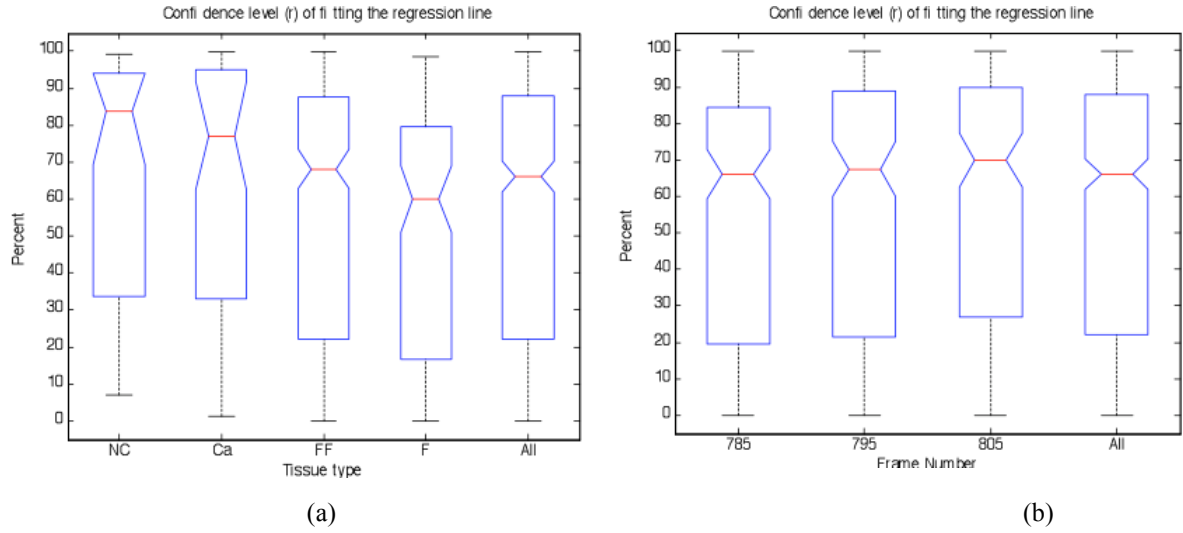 Confi dence level (r) of fi tting the regression line
Percent
100
90
80
70
60
50
40
30
20
10
0
NC Ca FF F All
Tissue type
(a)
Confi dence level (r) of fi tting the regression line
Percent
100
90
80
70
60
50
40
30
20
10
0
785 795 805 All
Frame Number
(b)